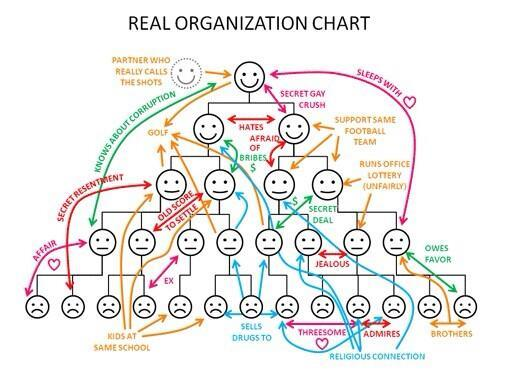 REAL ORGANIZATION CHART
PARTNER WHO
REALLY CALLS
THE SHOTS
SLEEPS WITH
SECRET GAY
CRUSH
KNOWS ABOUT CORRUPTION
GOLF
HATES
AFRAID
OF
BRIBES
$
SUPPORT SAME
FOOTBALL
TEAM
RUNS OFFICE
LOTTERY
(UNFAIRLY)
SECRET RESENTMENT
OLD SCORE
TO SETTLE
$
SECRET
DEAL
AFFAIR
JEALOUS
OWES
FAVOR
EX
KIDS AT
SAME SCHOOL
SELLS
DRUGS TO
THREESOME
ADMIRES
BROTHERS
RELIGIOUS CONNECTION